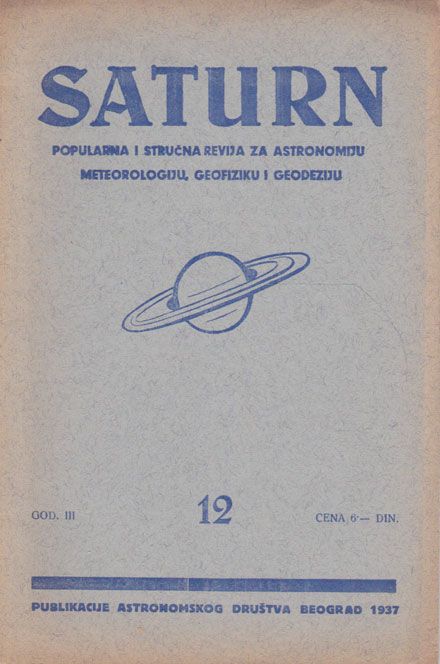 SATURN
POPULARNA I STRUČNA REVIJA ZA ASTRONOMIJU
METEOROLOGIJU, GEOFIZIKU I GEODEZIJU
GOD. III 12 CENA 6·— DIN.
PUBLIKACIJE ASTRONOMSKOG DRUŠTVA BEOGRAD 1937